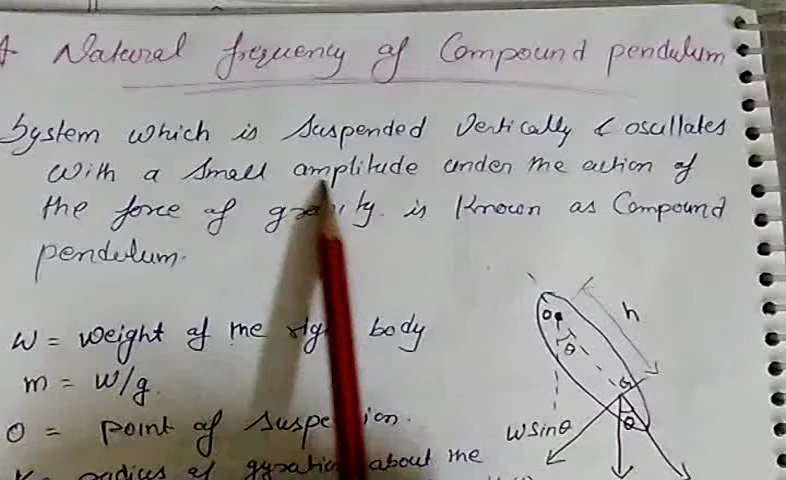 Natural frequency of Compound pendulum
System which is suspended vertically & oscillates
with a small amplitude under the action of
the force of gravity. is known as Compound
pendulum.
W = weight of the rigid body
m = W/g.
O = point of suspension.
K = radius of gyration about the
O
θ
h
G
θ
W sinθ